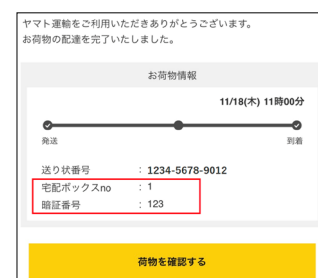 ヤマト運輸をご利用いただきありがとうございます。
お荷物の配達を完了いたしました。
お荷物情報
11/18(木) 11時00分
発送 到着
送り状番号 : 1234-5678-9012
宅配ボックスno : 1
暗証番号 : 123
荷物を確認する